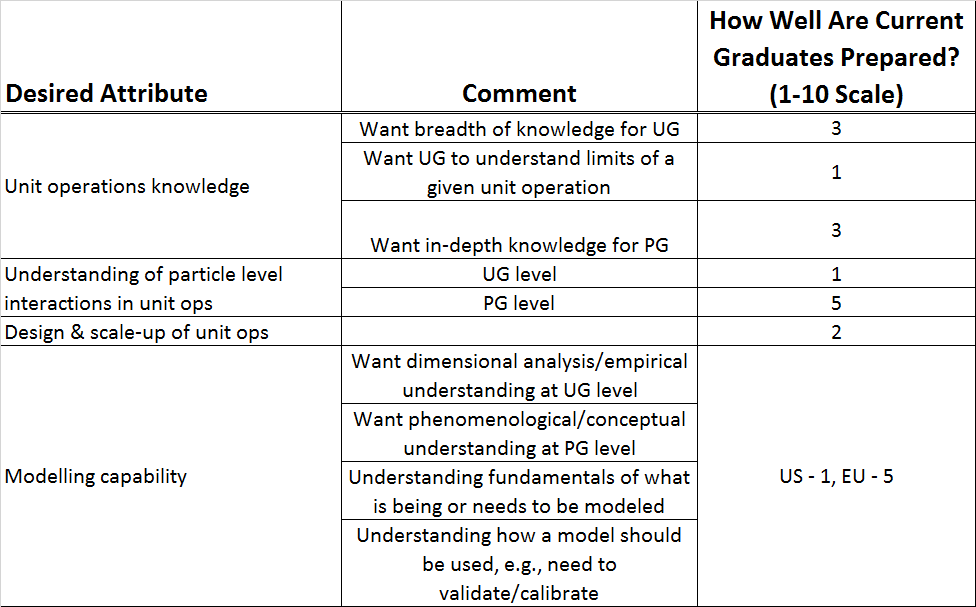 How Well Are Current
Graduates Prepared?
Desired Attribute
Comment
(1-10 Scale)
Unit operations knowledge
Want breadth of knowledge for UG
3
Want UG to understand limits of a
given unit operation
1
Want in-depth knowledge for PG
3
Understanding of particle level
interactions in unit ops
UG level
1
PG level
5
Design & scale-up of unit ops
2
Modelling capability
Want dimensional analysis/empirical
understanding at UG level
Want phenomenological/conceptual
understanding at PG level
Understanding fundamentals of what
is being or needs to be modeled
Understanding how a model should
be used, e.g., need to
validate/calibrate
US - 1, EU - 5